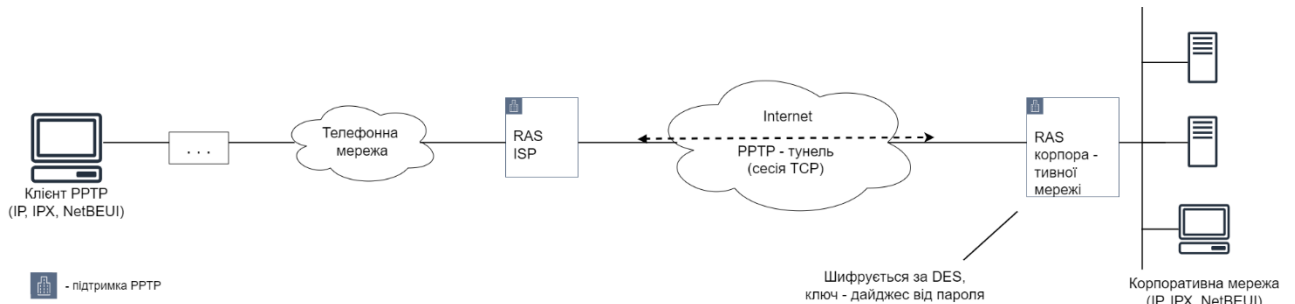 Клієнт PPTP
(IP, IPX, NetBEUI)
. . .
Телефонна
мережа
RAS
ISP
Internet
PPTP - тунель
(сесія TCP)
RAS
корпора -
тивної
мережі
Шифрується за DES,
ключ - дайджес від пароля
Корпоративна мережа
(IP, IPX, NetBEUI)
- підтримка PPTP